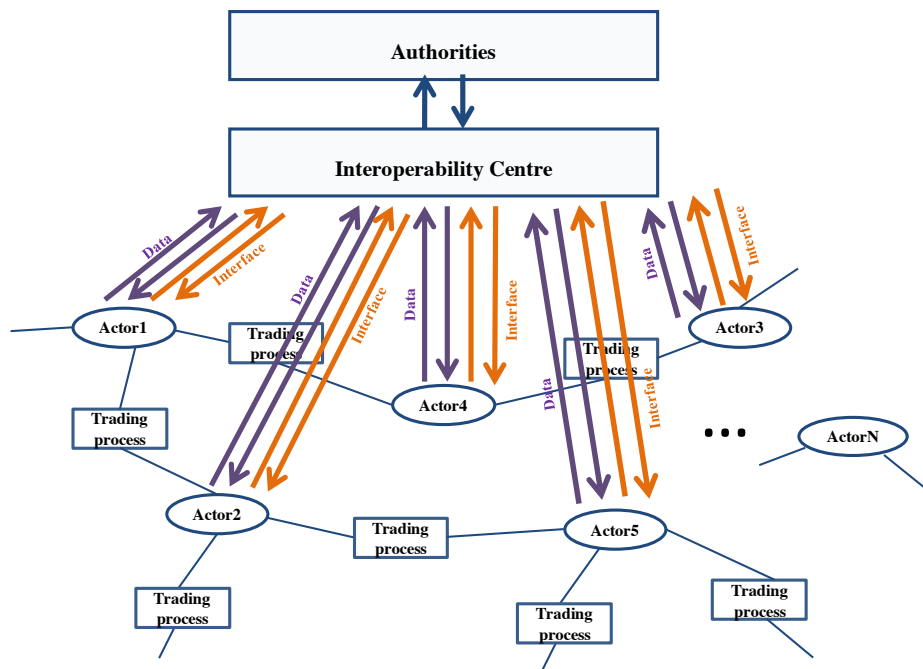 Authorities
Interoperability Centre
Data
Interface
Data
Interface
Data
Interface
Data
Interface
Data
Interface
Actor1
Trading
process
Actor4
Trading
process
Actor3
Trading
process
...
ActorN
Actor2
Trading
process
Actor5
Trading
process
Trading
process
Trading
process